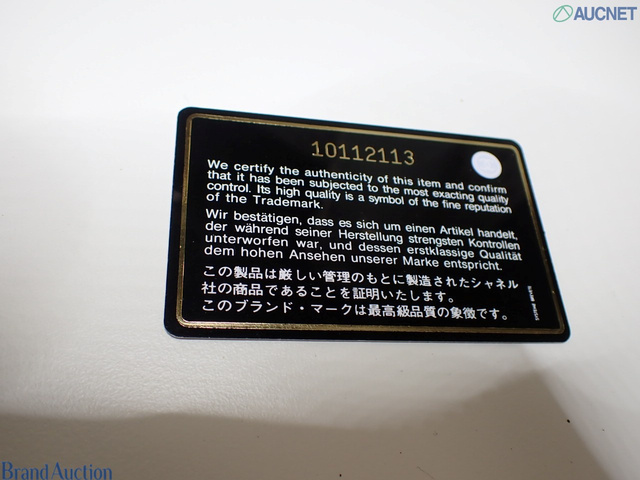 AUCNET
10112113
We certify the authenticity of this item and confirm
that it has been subjected to the most exacting quality
control. Its high quality is a symbol of the fine reputation
of the Trademark.
Wir bestätigen, dass es sich um einen Artikel handelt,
der während seiner Herstellung strengsten Kontrollen
unterworfen war, und dessen erstklassige Qualität
dem hohen Ansehen unserer Marke entspricht.
この製品は厳しい管理のもとに製造されたシャネル
社の商品であることを証明いたします。
このブランド・マークは最高級品質の象徴です。
Brand Auction